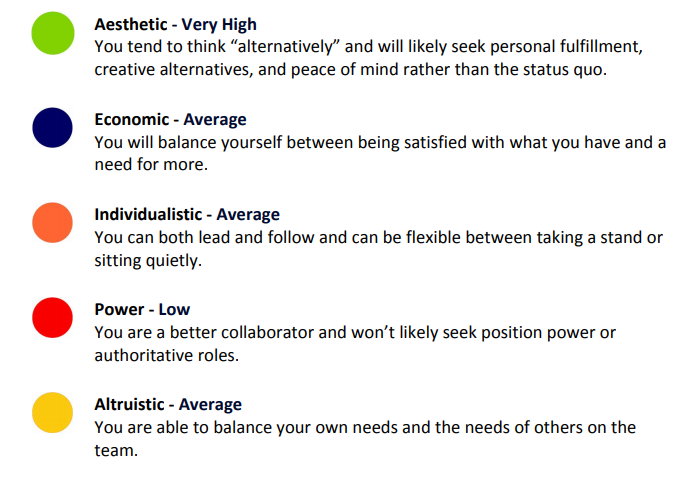 Aesthetic - Very High
You tend to think “alternatively” and will likely seek personal fulfillment,
creative alternatives, and peace of mind rather than the status quo.
Economic - Average
You will balance yourself between being satisfied with what you have and a
need for more.
Individualistic - Average
You can both lead and follow and can be flexible between taking a stand or
sitting quietly.
Power - Low
You are a better collaborator and won’t likely seek position power or
authoritative roles.
Altruistic - Average
You are able to balance your own needs and the needs of others on the
team.